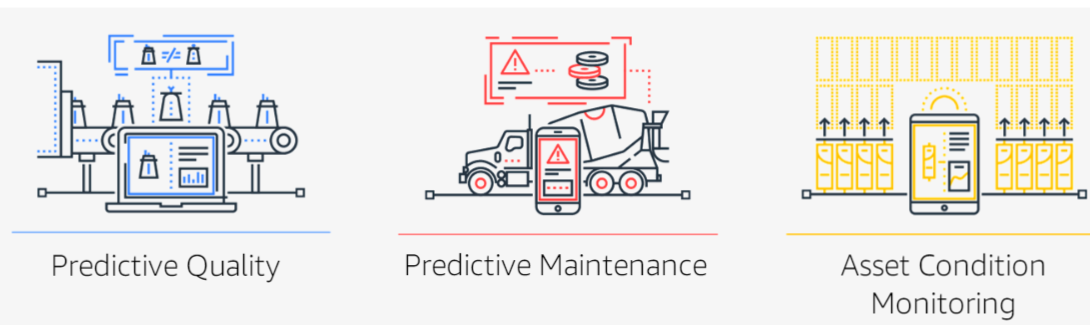 Predictive Quality
Predictive Maintenance
Asset Condition
Monitoring